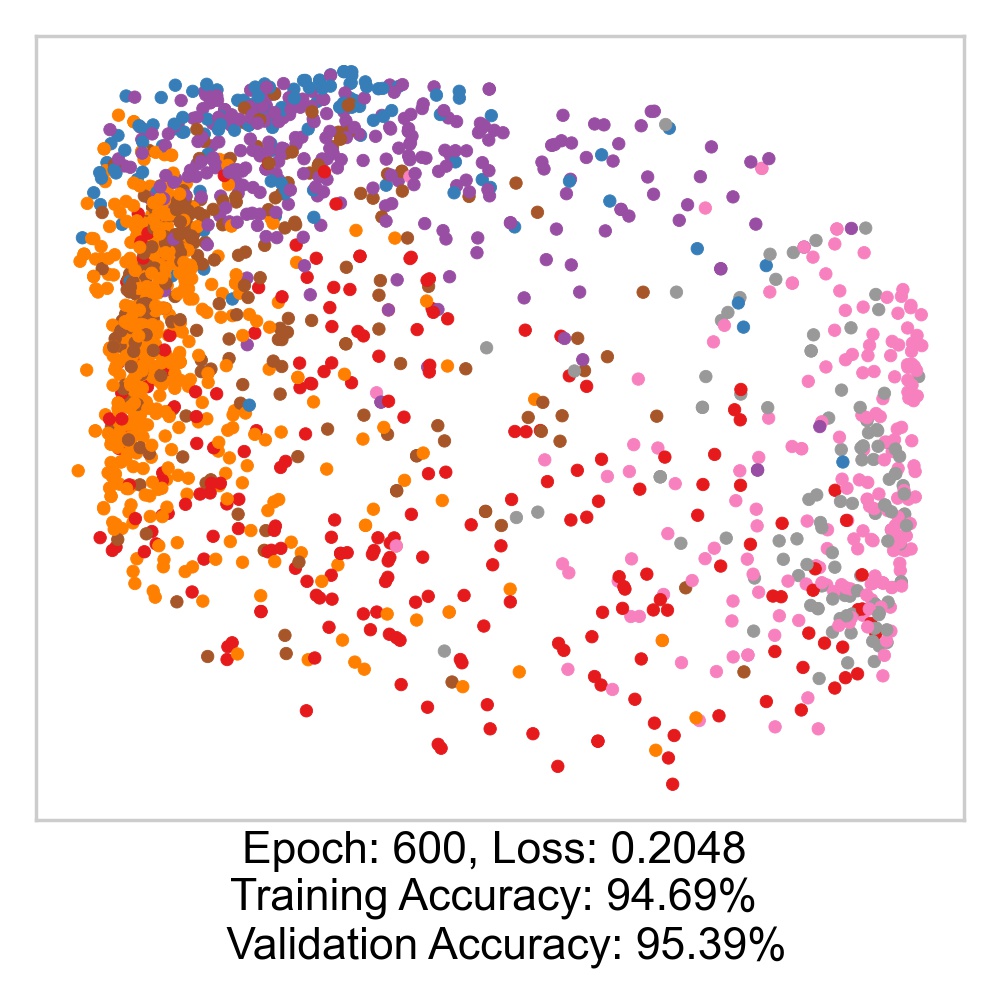 Epoch: 600, Loss: 0.2048
Training Accuracy: 94.69%
Validation Accuracy: 95.39%